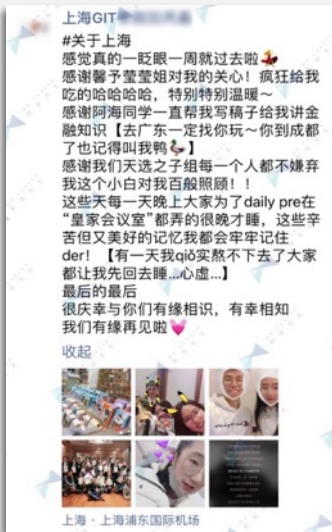 上海GIT
#关于上海
感觉真的一眨眼一周就过去啦💃
感谢馨予莹莹姐对我的关心！疯狂给我
吃的哈哈哈哈，特别特别温暖～
感谢阿海同学一直帮我写稿子给我讲金
融知识【去广东一定找你玩～你到成都
了也记得叫我鸭🦆】
感谢我们天选之子组每一个人都不嫌弃
我这个小白对我百般照顾！！
这些天每一天晚上大家为了daily pre在
“皇家会议室”都弄的很晚才睡，这些辛
苦但又美好的记忆我都会牢牢记住
der！【有一天我qiǒ实熬不下去了大家
都让我先回去睡...心虚...】
最后的最后
很庆幸与你们有缘相识，有幸相知
我们有缘再见啦💓
收起
上海·上海浦东国际机场